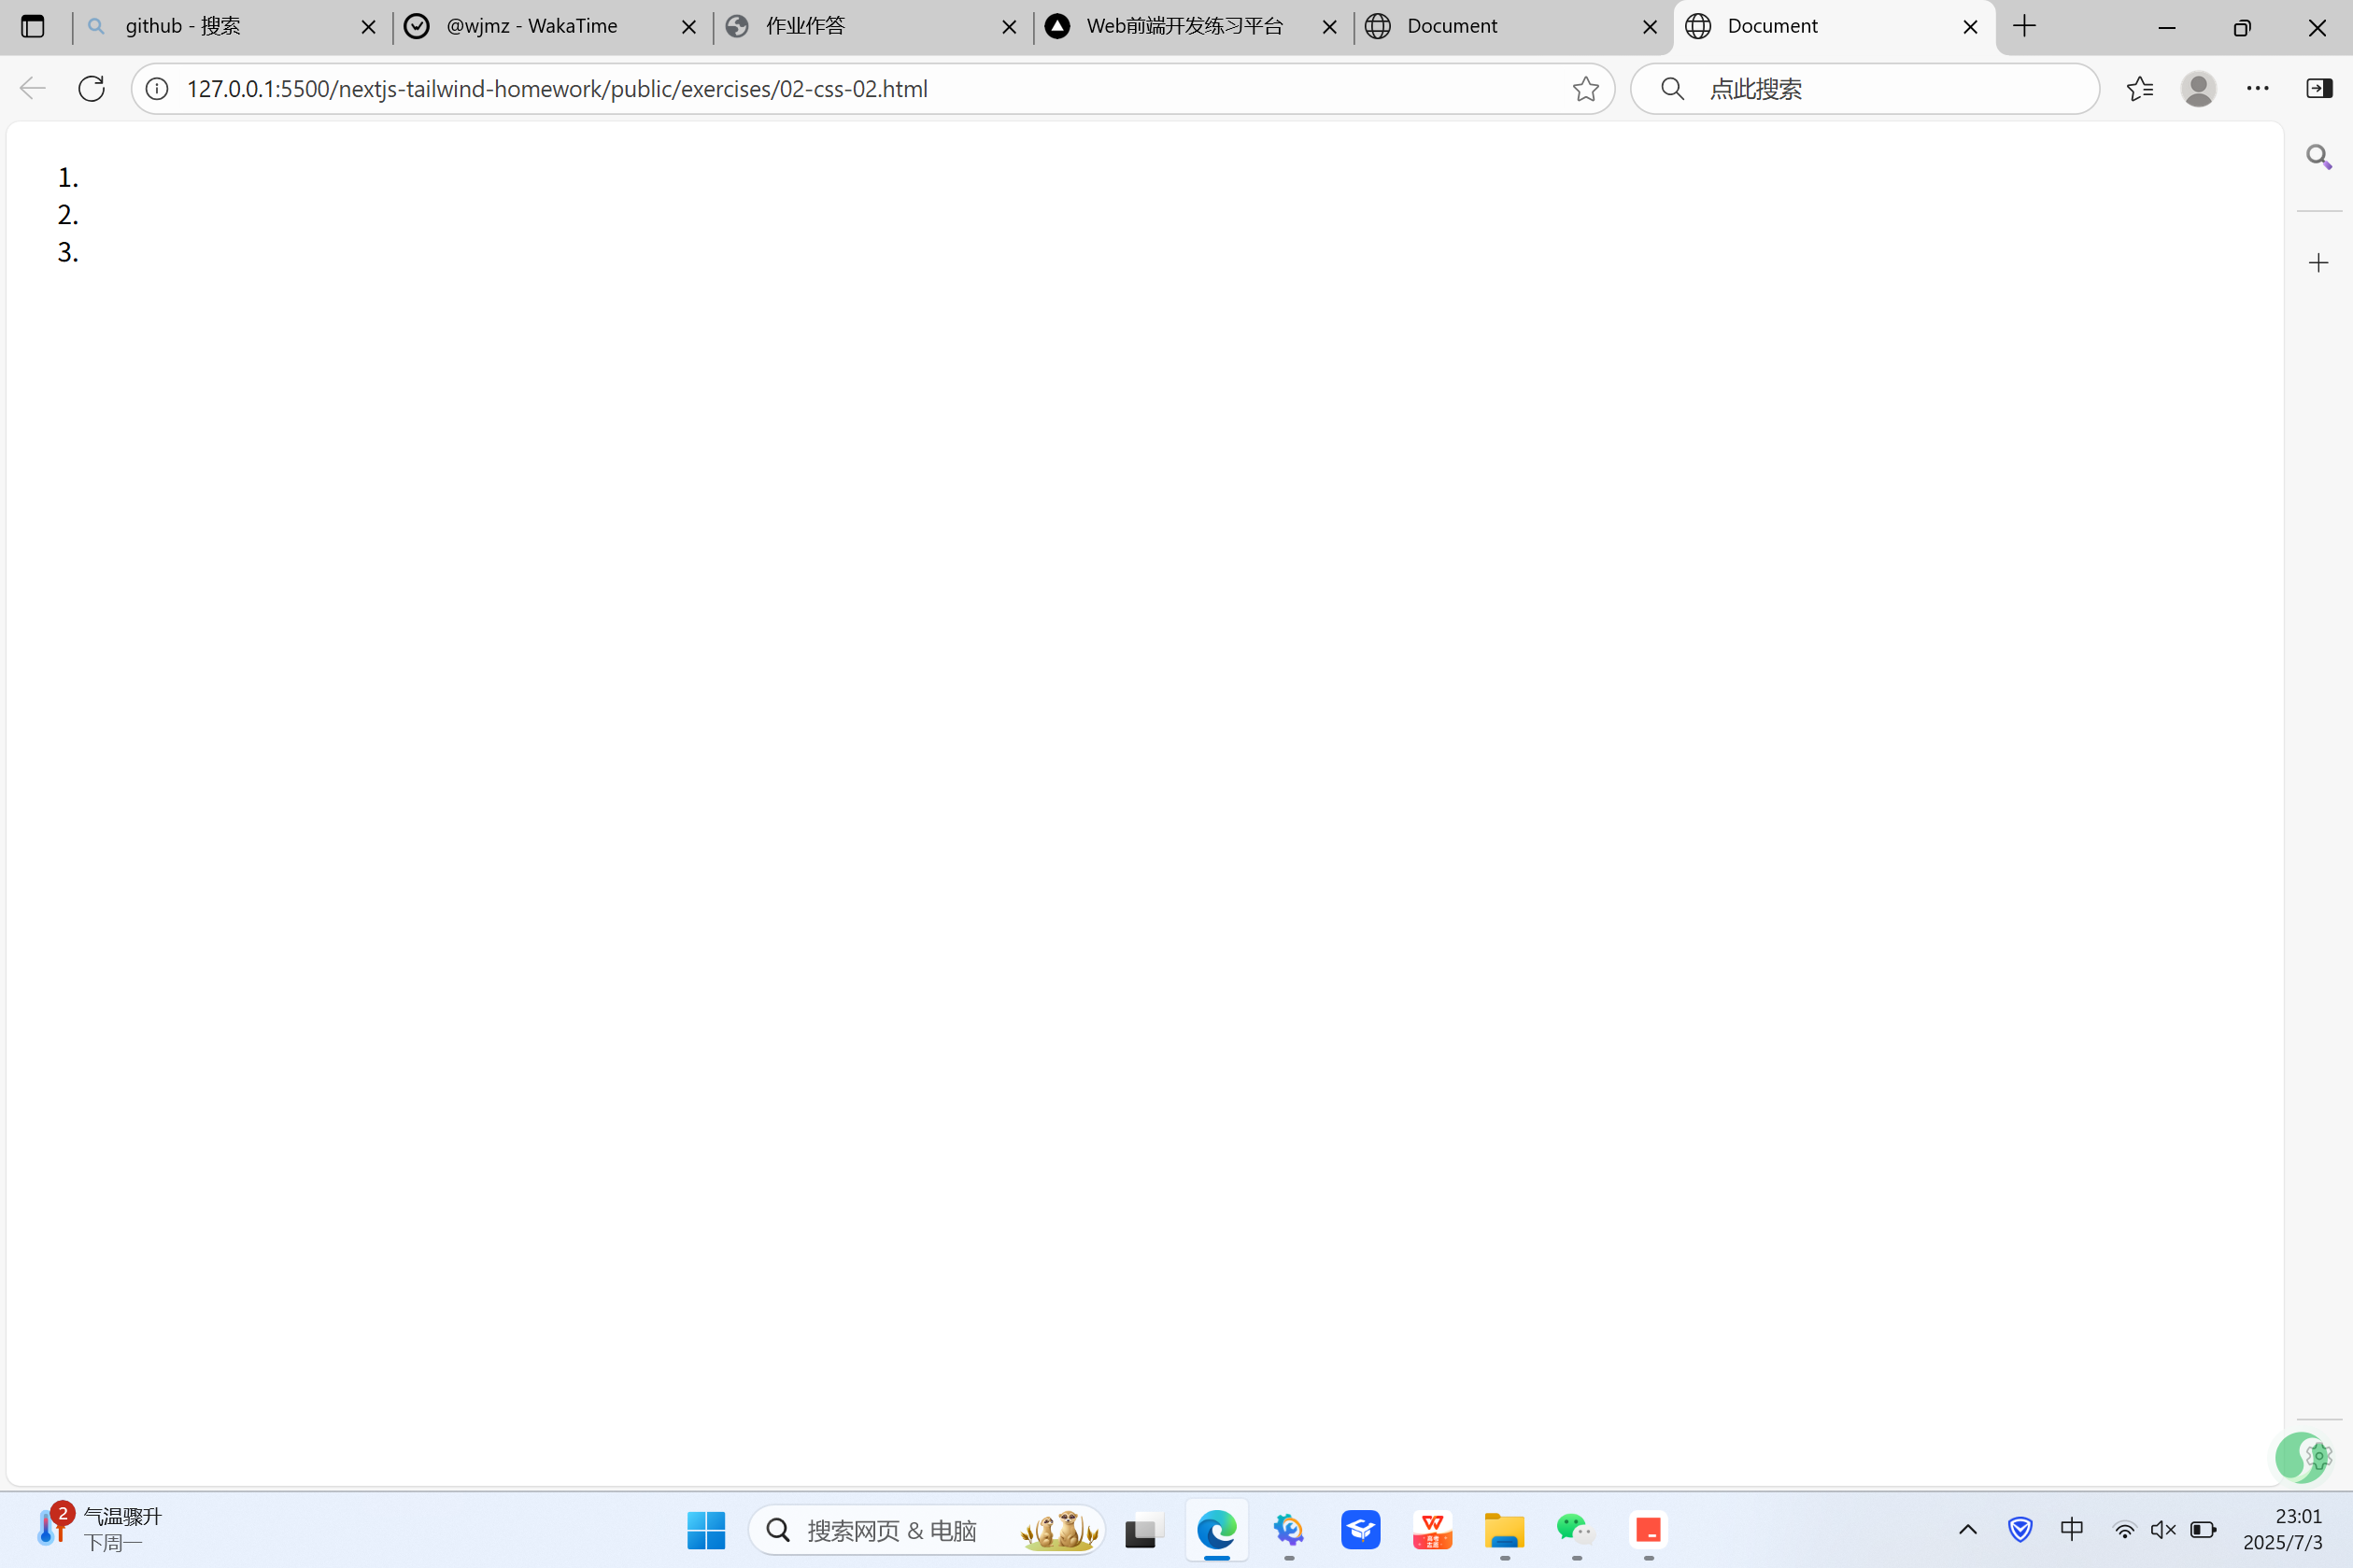 github - 搜索
@wjmz - WakaTime
作业作答
Web前端开发练习平台
Document
Document
127.0.0.1:5500/nextjs-tailwind-homework/public/exercises/02-css-02.html
点此搜索
1.
2.
3.
2
气温骤升
下周一
搜索网页 & 电脑
中
23:01
2025/7/3